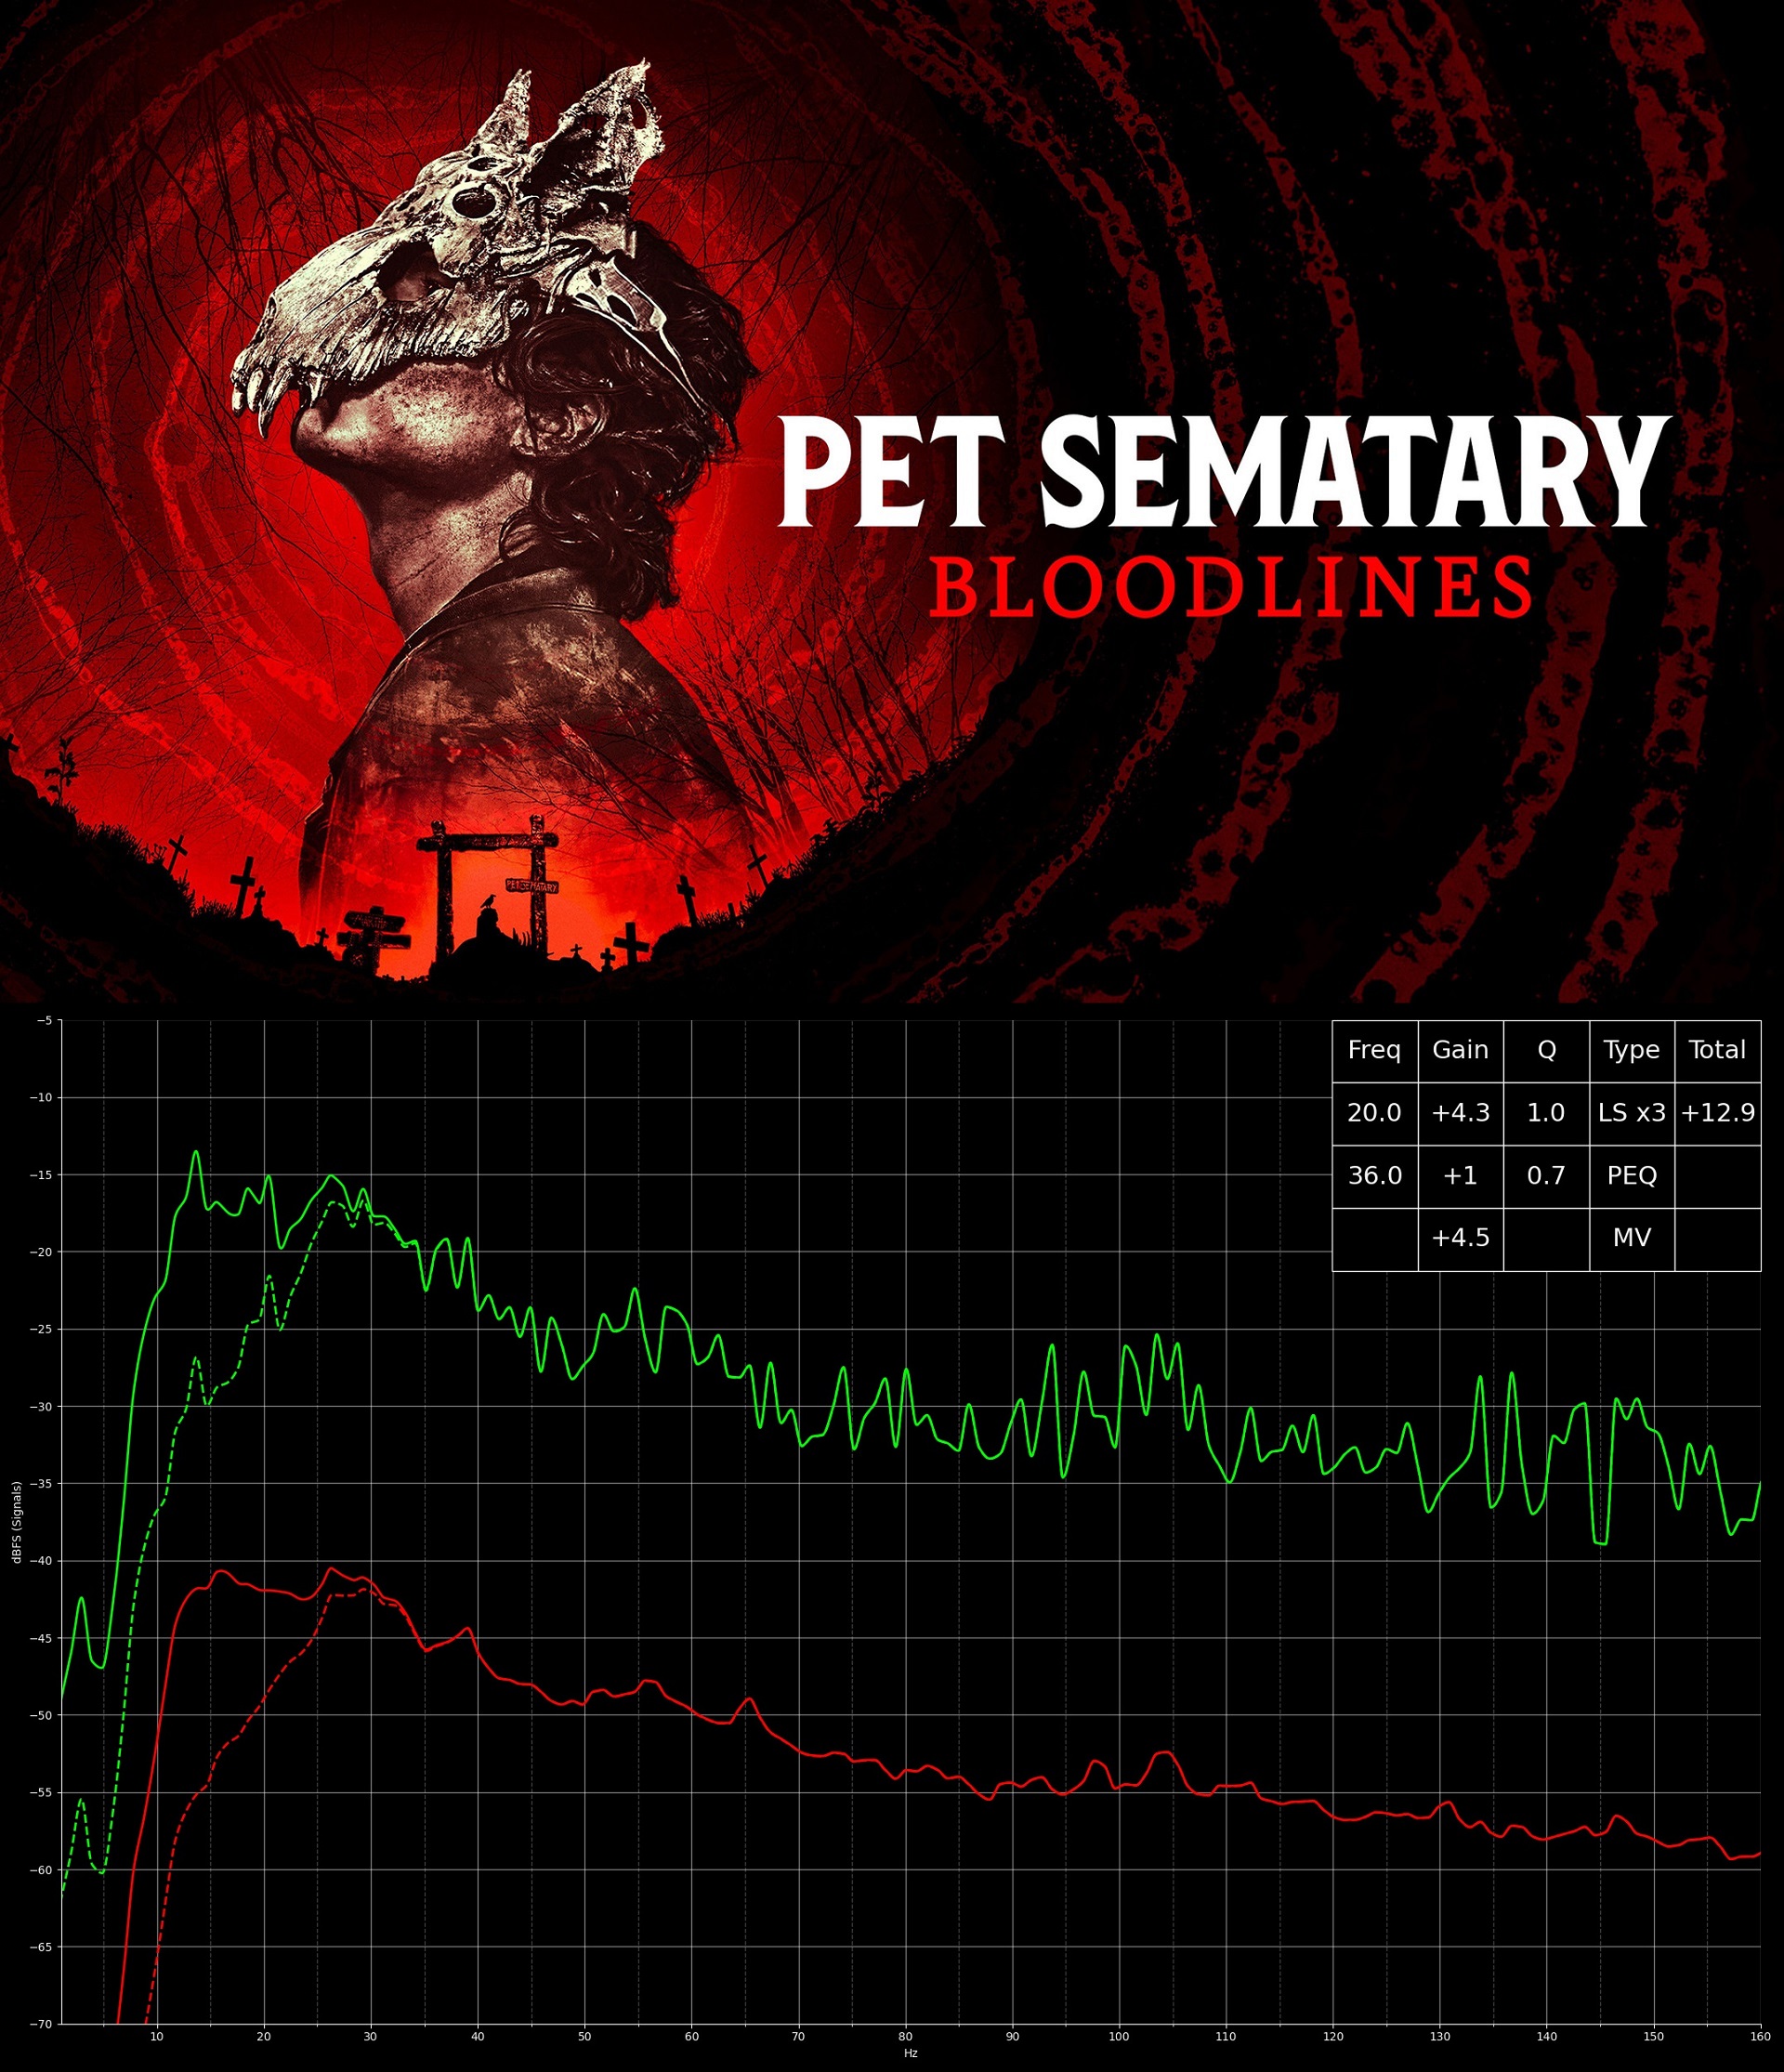 PET SEMATARY
BLOODLINES
PET SEMATARY
Freq Gain Q Type Total
20.0 +4.3 1.0 LS x3 +12.9
36.0 +1 0.7 PEQ
+4.5 MV
−5
−10
−15
−20
−25
−30
−35
−40
−45
−50
−55
−60
−65
−70
dBFS (Signals)
10 20 30 40 50 60 70 80 90 100 110 120 130 140 150 160
Hz